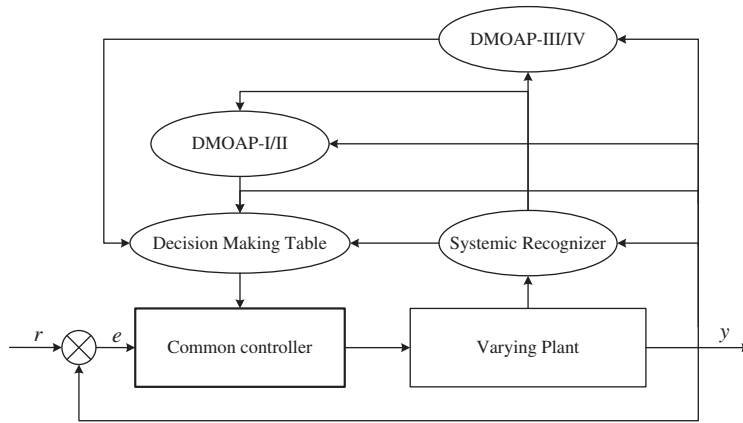 DMOAP-III/IV
DMOAP-I/II
Decision Making Table
Systemic Recognizer
r
e
Common controller
Varying Plant
y